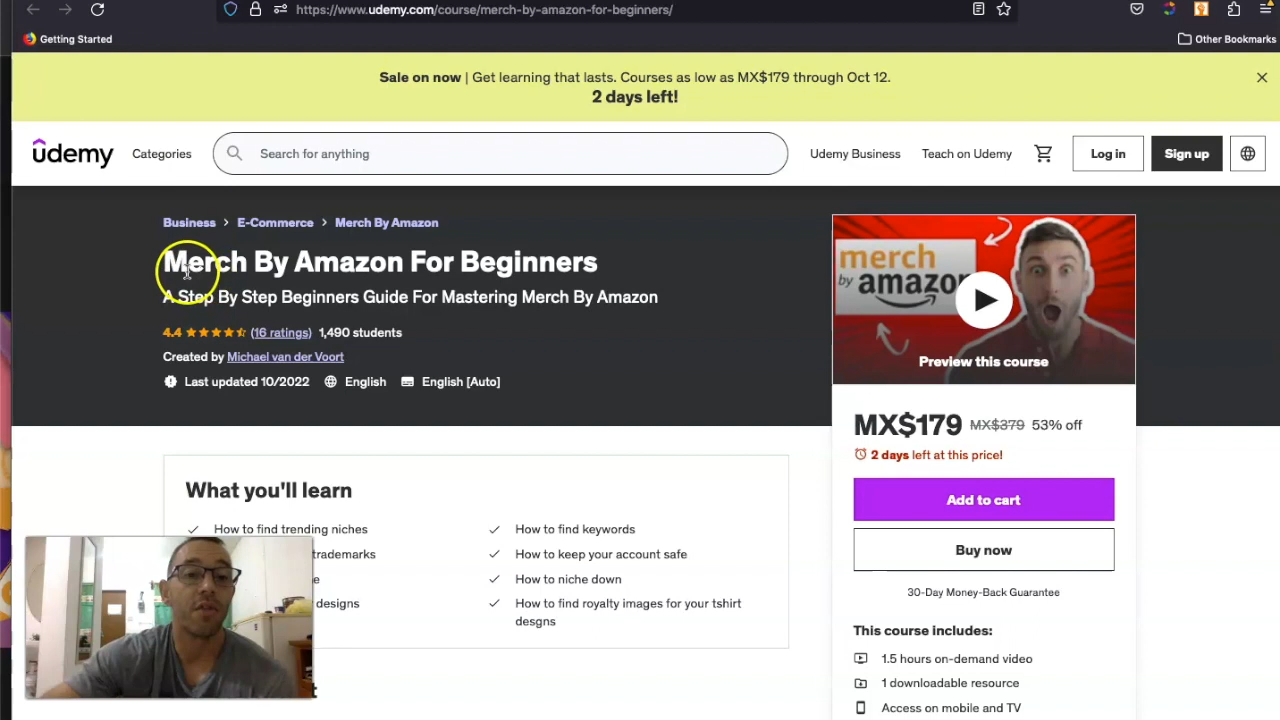 https://www.udemy.com/course/merch-by-amazon-for-beginners/
Getting Started
Other Bookmarks
Sale on now | Get learning that lasts. Courses as low as MX$179 through Oct 12.
2 days left!
udemy
Categories
Search for anything
Udemy Business
Teach on Udemy
Log in
Sign up
Business > E-Commerce > Merch By Amazon
Merch By Amazon For Beginners
A Step By Step Beginners Guide For Mastering Merch By Amazon
4.4 (16 ratings) 1,490 students
Created by Michael van der Voort
Last updated 10/2022 English English [Auto]
merch
by amazon
Preview this course
MX$179 MX$379 53% off
2 days left at this price!
Add to cart
Buy now
30-Day Money-Back Guarantee
This course includes:
1.5 hours on-demand video
1 downloadable resource
Access on mobile and TV
What you'll learn
How to find trending niches
trademarks
designs
How to find keywords
How to keep your account safe
How to niche down
How to find royalty images for your tshirt
desgns